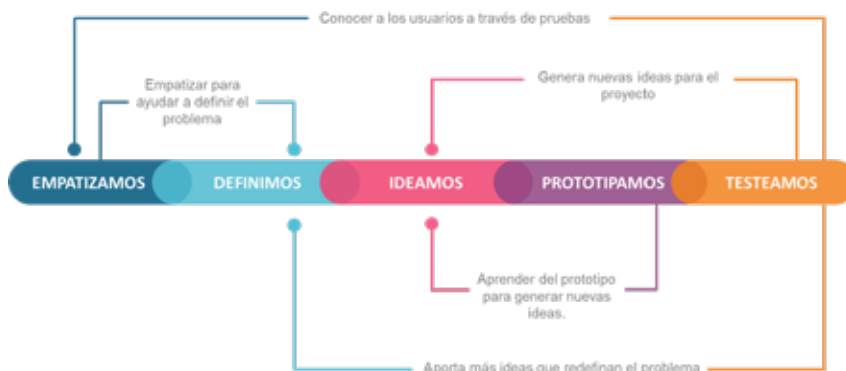 Conocer a los usuarios a través de pruebas
Empatizar para
ayudar a definir el
problema
Genera nuevas ideas para el
proyecto
EMPATIZAMOS
DEFINIMOS
IDEAMOS
PROTOTIPAMOS
TESTEAMOS
Aprender del prototipo
para generar nuevas
ideas.
Aporta más ideas que redefinan el problema